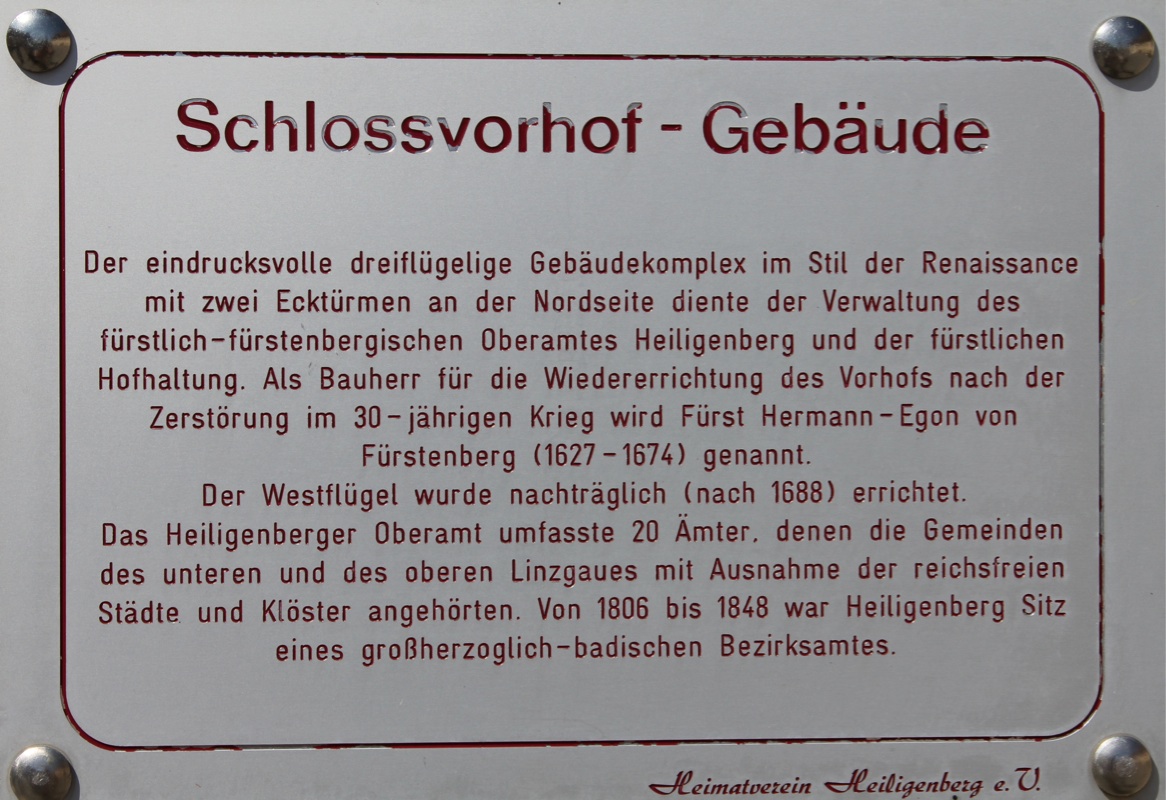 Schlossvorhof - Gebäude
Der eindrucksvolle dreiflügelige Gebäudekomplex im Stil der Renaissance
mit zwei Ecktürmen an der Nordseite diente der Verwaltung des
fürstlich-fürstenbergischen Oberamtes Heiligenberg und der fürstlichen
Hofhaltung. Als Bauherr für die Wiedererrichtung des Vorhofs nach der
Zerstörung im 30-jährigen Krieg wird Fürst Hermann-Egon von
Fürstenberg (1627-1674) genannt.
Der Westflügel wurde nachträglich (nach 1688) errichtet.
Das Heiligenberger Oberamt umfasste 20 Ämter, denen die Gemeinden
des unteren und des oberen Linzgaues mit Ausnahme der reichsfreien
Städte und Klöster angehörten. Von 1806 bis 1848 war Heiligenberg Sitz
eines großherzoglich-badischen Bezirksamtes.
Heimatverein Heiligenberg e.V.